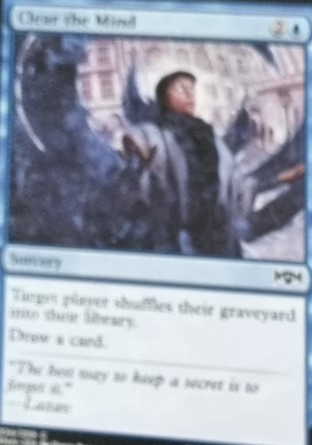 Clear the Mind 2
Sorcery
Target player shuffles their graveyard
into their library.
Draw a card.
"The best way to keep a secret is to
forget it."
—Lazav